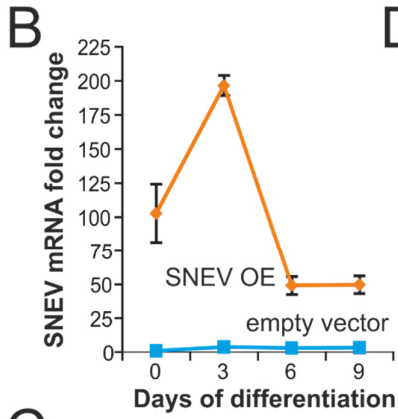 B
SNEV mRNA fold change
225
200
175
150
125
100
75
50
25
0
SNEV OE
empty vector
0 3 6 9
Days of differentiation